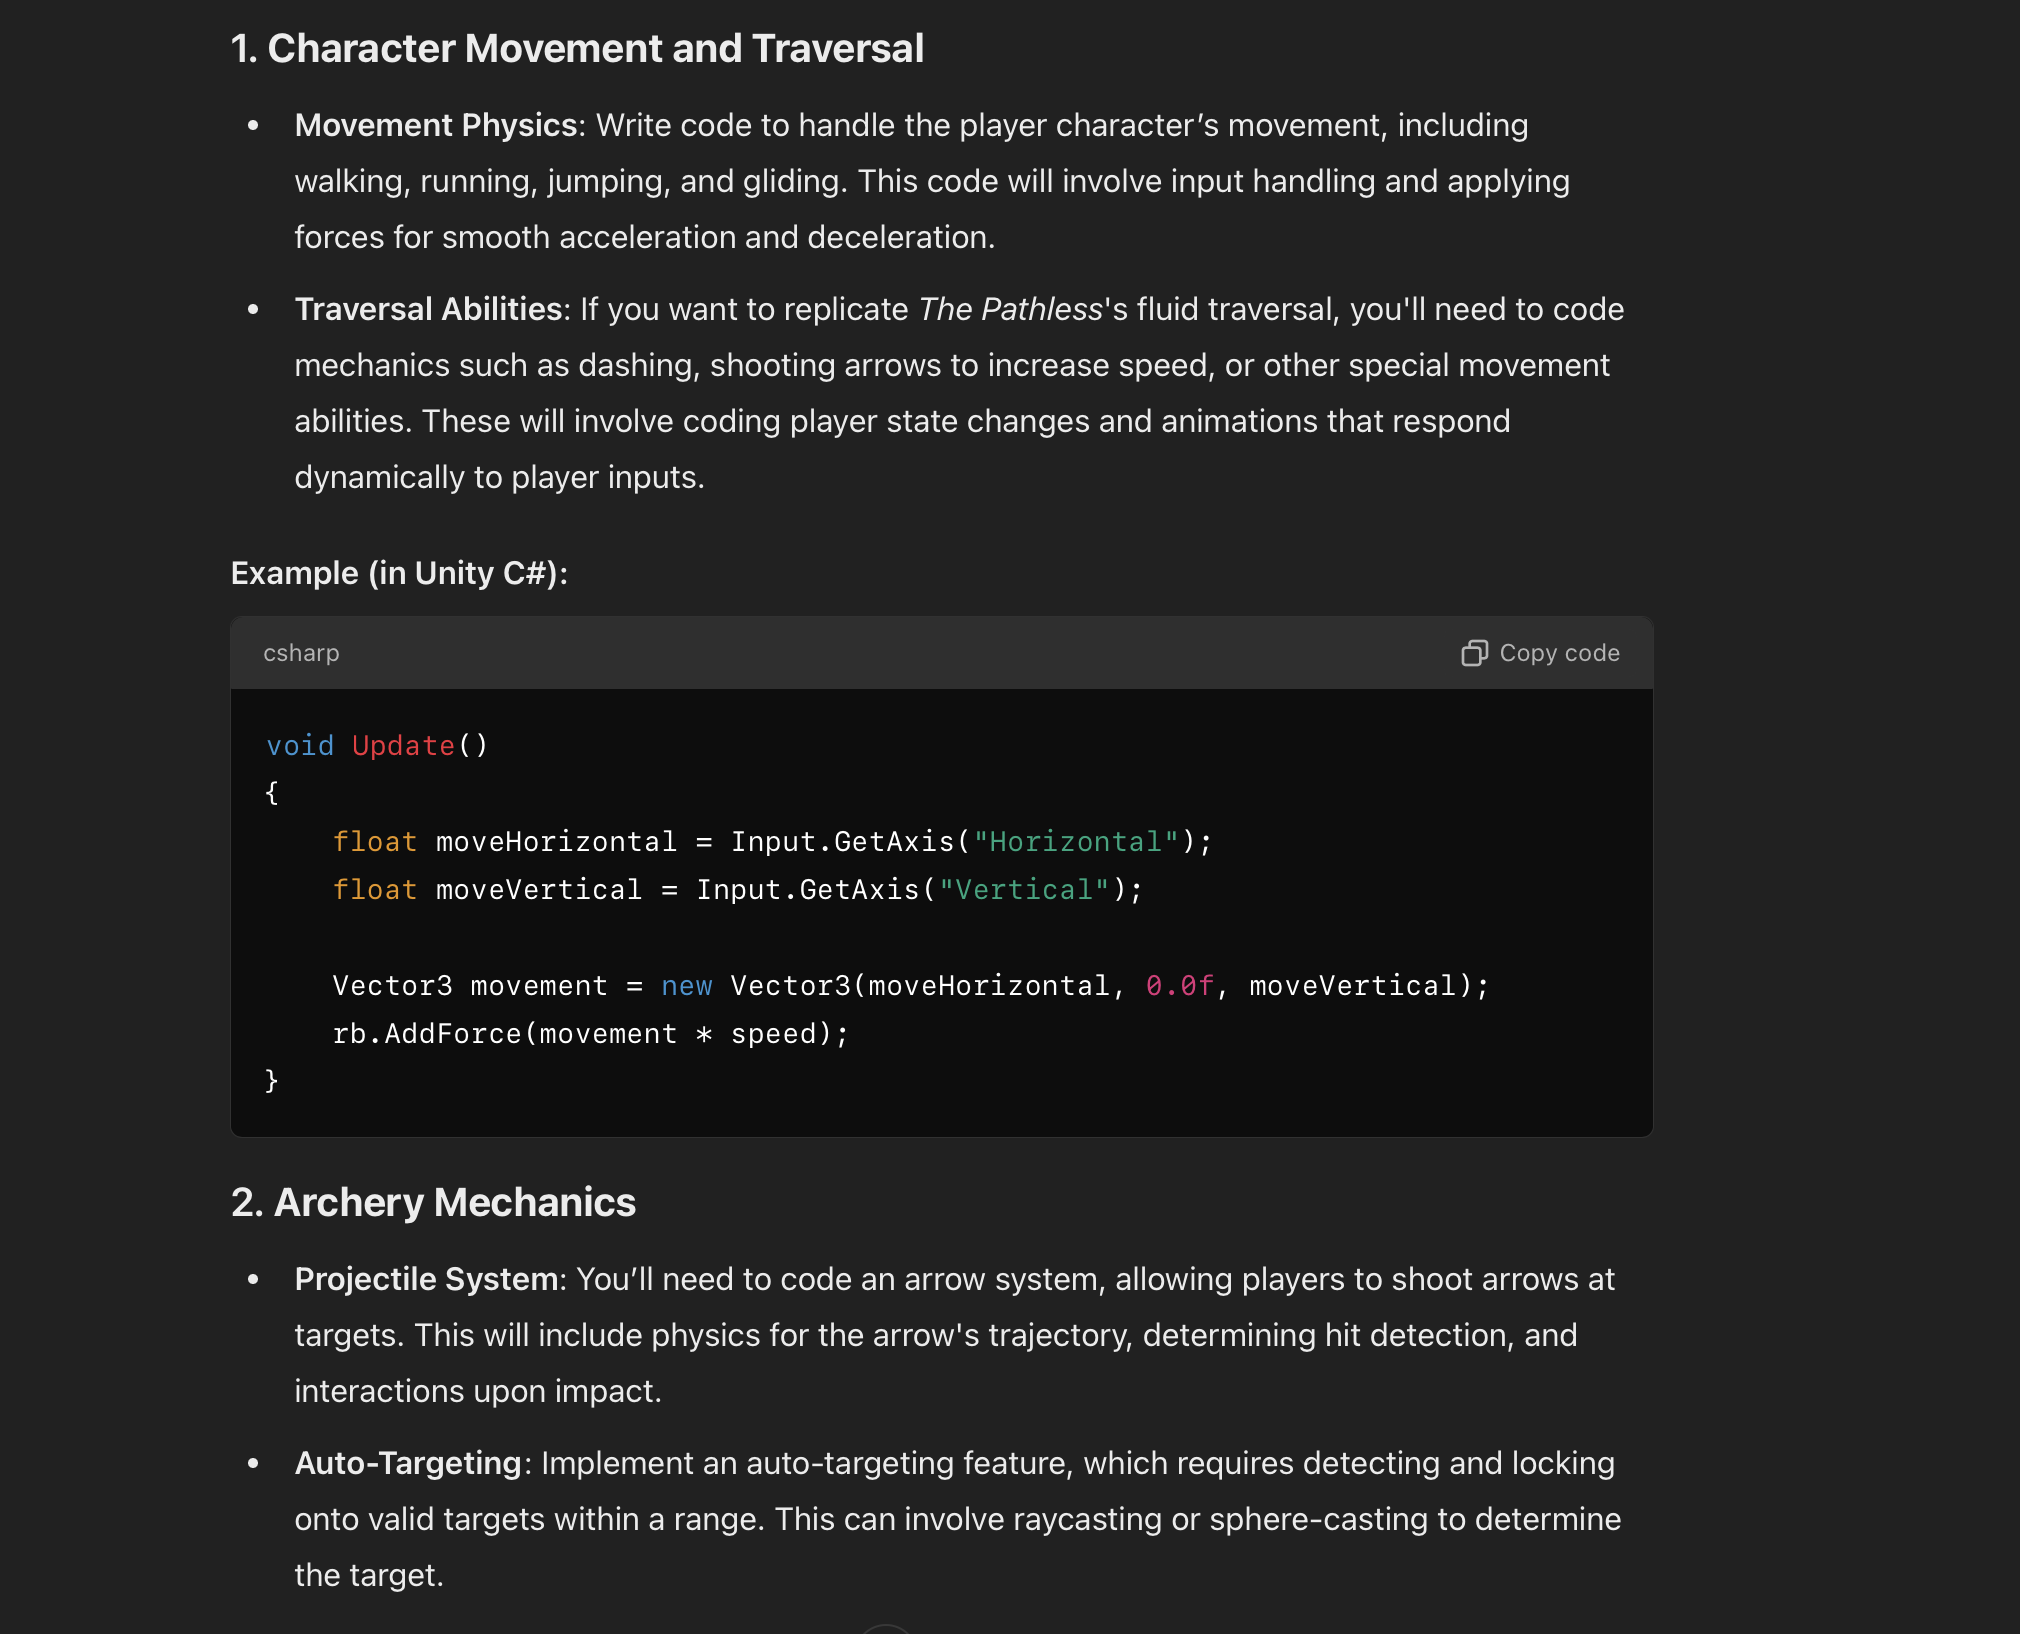 1. Character Movement and Traversal
• Movement Physics: Write code to handle the player character’s movement, including
walking, running, jumping, and gliding. This code will involve input handling and applying
forces for smooth acceleration and deceleration.
• Traversal Abilities: If you want to replicate The Pathless's fluid traversal, you'll need to code
mechanics such as dashing, shooting arrows to increase speed, or other special movement
abilities. These will involve coding player state changes and animations that respond
dynamically to player inputs.
Example (in Unity C#):
csharp Copy code
void Update()
{
    float moveHorizontal = Input.GetAxis("Horizontal");
    float moveVertical = Input.GetAxis("Vertical");

    Vector3 movement = new Vector3(moveHorizontal, 0.0f, moveVertical);
    rb.AddForce(movement * speed);
}
2. Archery Mechanics
• Projectile System: You’ll need to code an arrow system, allowing players to shoot arrows at
targets. This will include physics for the arrow's trajectory, determining hit detection, and
interactions upon impact.
• Auto-Targeting: Implement an auto-targeting feature, which requires detecting and locking
onto valid targets within a range. This can involve raycasting or sphere-casting to determine
the target.